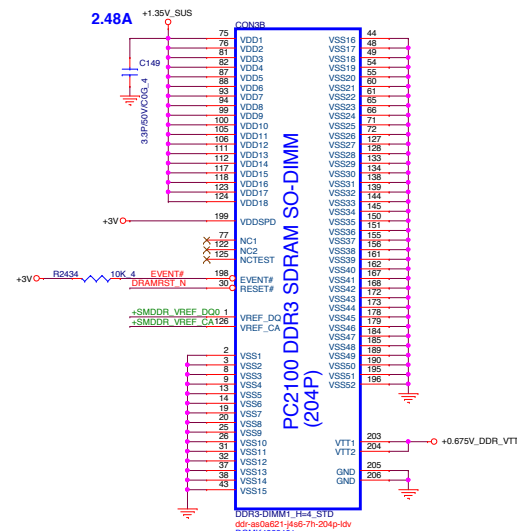 2.48A
+1.35V_SUS
CON3B
C149
3.3P/50V/C0G_4
75 VDD1
76 VDD2
81 VDD3
82 VDD4
87 VDD5
88 VDD6
93 VDD7
94 VDD8
99 VDD9
100 VDD10
105 VDD11
106 VDD12
111 VDD13
112 VDD14
117 VDD15
118 VDD16
123 VDD17
124 VDD18
+3V 199 VDDSPD
77 NC1
122 NC2
125 NCTEST
+3V R2434 10K_4 EVENT# 198 EVENT#
DRAMRST_N 30 RESET#
+SMDDR_VREF_DQ0 1 VREF_DQ
+SMDDR_VREF_CA 126 VREF_CA
2 VSS1
3 VSS2
8 VSS3
9 VSS4
13 VSS5
14 VSS6
19 VSS7
20 VSS8
25 VSS9
26 VSS10
31 VSS11
32 VSS12
37 VSS13
38 VSS14
43 VSS15
PC2100 DDR3 SDRAM SO-DIMM
(204P)
VSS16 44
VSS17 48
VSS18 49
VSS19 54
VSS20 55
VSS21 60
VSS22 61
VSS23 65
VSS24 66
VSS25 71
VSS26 72
VSS27 127
VSS28 128
VSS29 133
VSS30 134
VSS31 138
VSS32 139
VSS33 144
VSS34 145
VSS35 150
VSS36 151
VSS37 155
VSS38 156
VSS39 161
VSS40 162
VSS41 167
VSS42 168
VSS43 172
VSS44 173
VSS45 178
VSS46 179
VSS47 184
VSS48 185
VSS49 189
VSS50 190
VSS51 195
VSS52 196
VTT1 203
VTT2 204
+0.675V_DDR_VTT
GND 205
GND 206
DDR3-DIMM1_H=4_STD
ddr-as0a621-j4s6-7h-204p-ldv